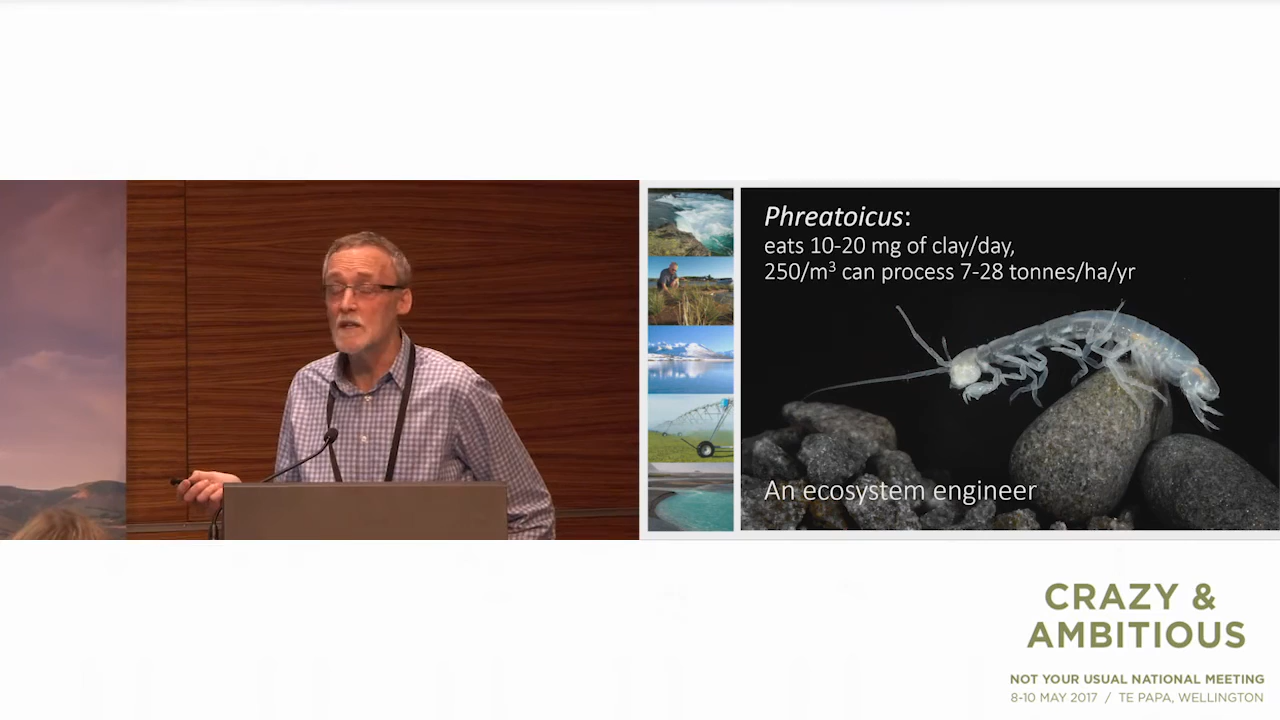 Phreatoicus:
eats 10-20 mg of clay/day,
250/m³ can process 7-28 tonnes/ha/yr
An ecosystem engineer
CRAZY &
AMBITIOUS
NOT YOUR USUAL NATIONAL MEETING
8-10 MAY 2017 / TE PAPA, WELLINGTON